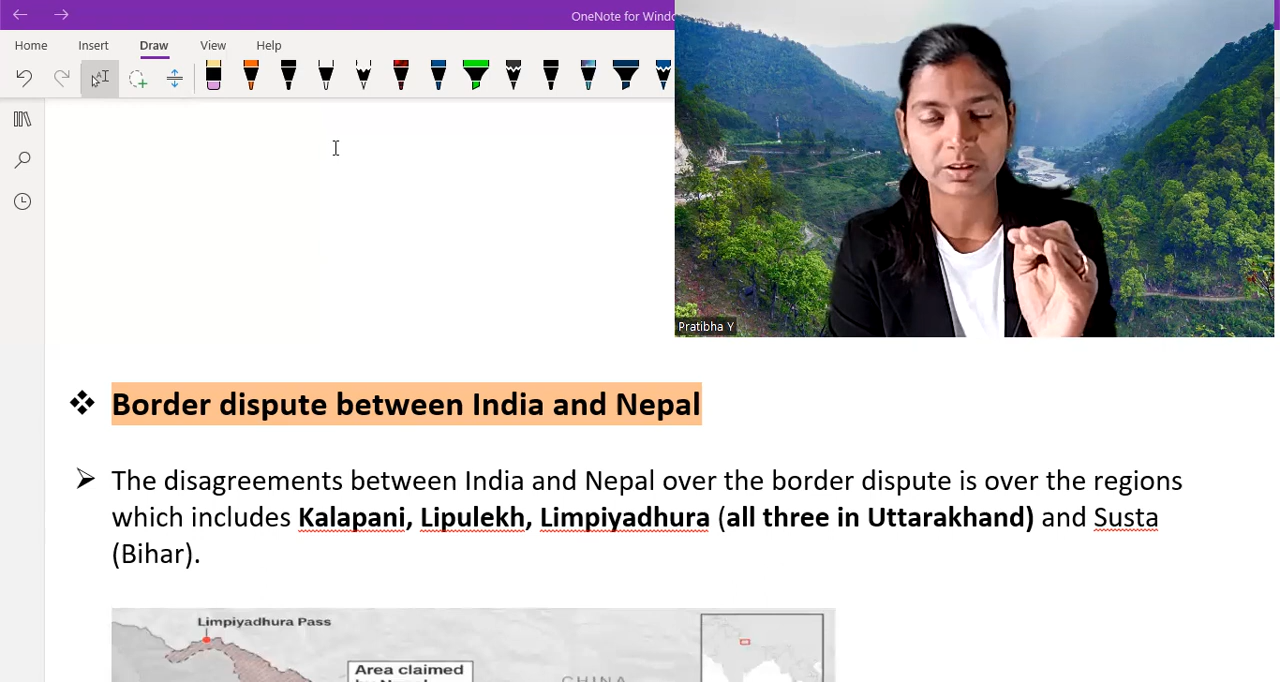 OneNote for Windo
Home Insert Draw View Help
Pratibha Y
❖ Border dispute between India and Nepal
➢ The disagreements between India and Nepal over the border dispute is over the regions
which includes Kalapani, Lipulekh, Limpiyadhura (all three in Uttarakhand) and Susta
(Bihar).
Limpiyadhura Pass
Area claimed
CHINA